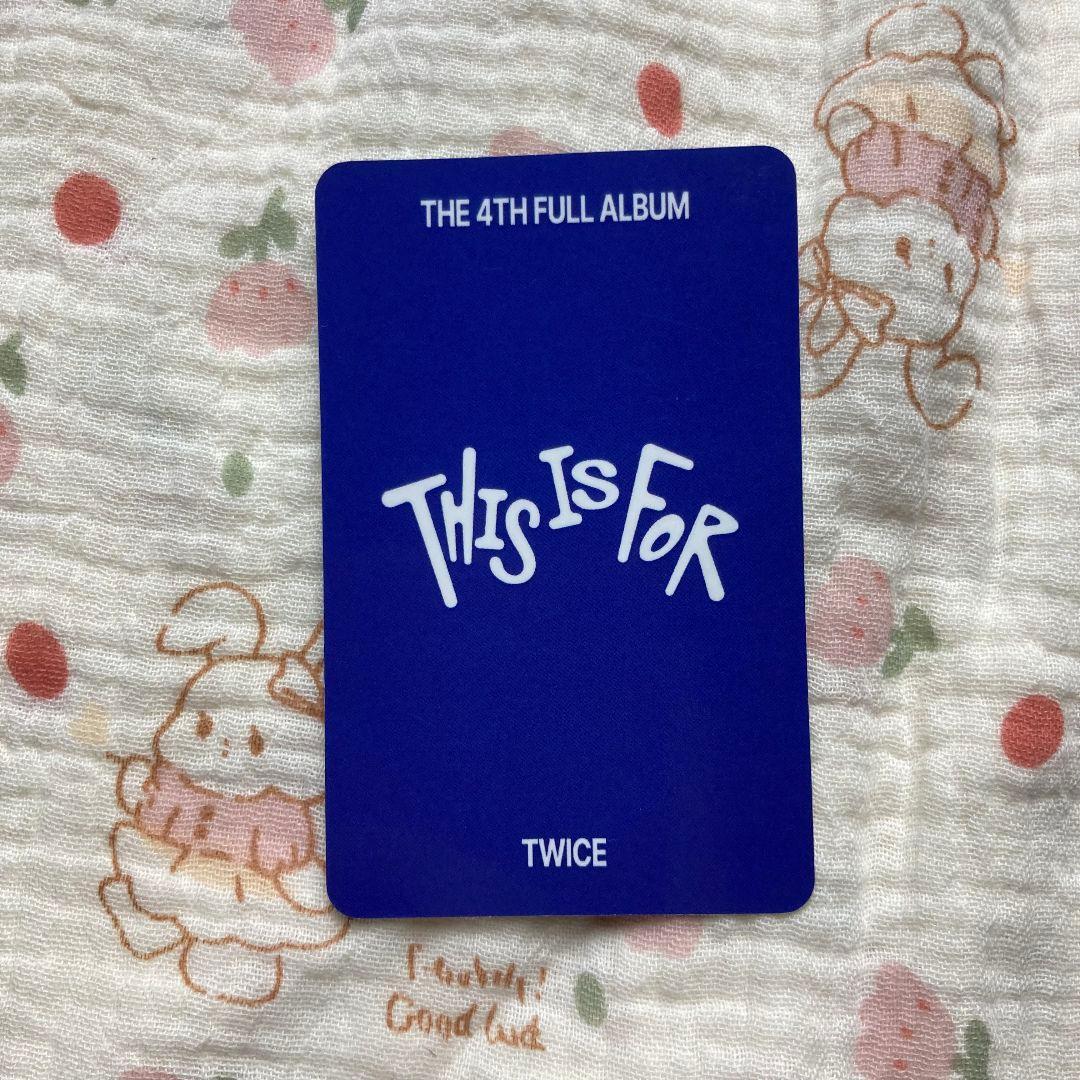 THE 4TH FULL ALBUM
THIS IS FOR
TWICE
Good luck